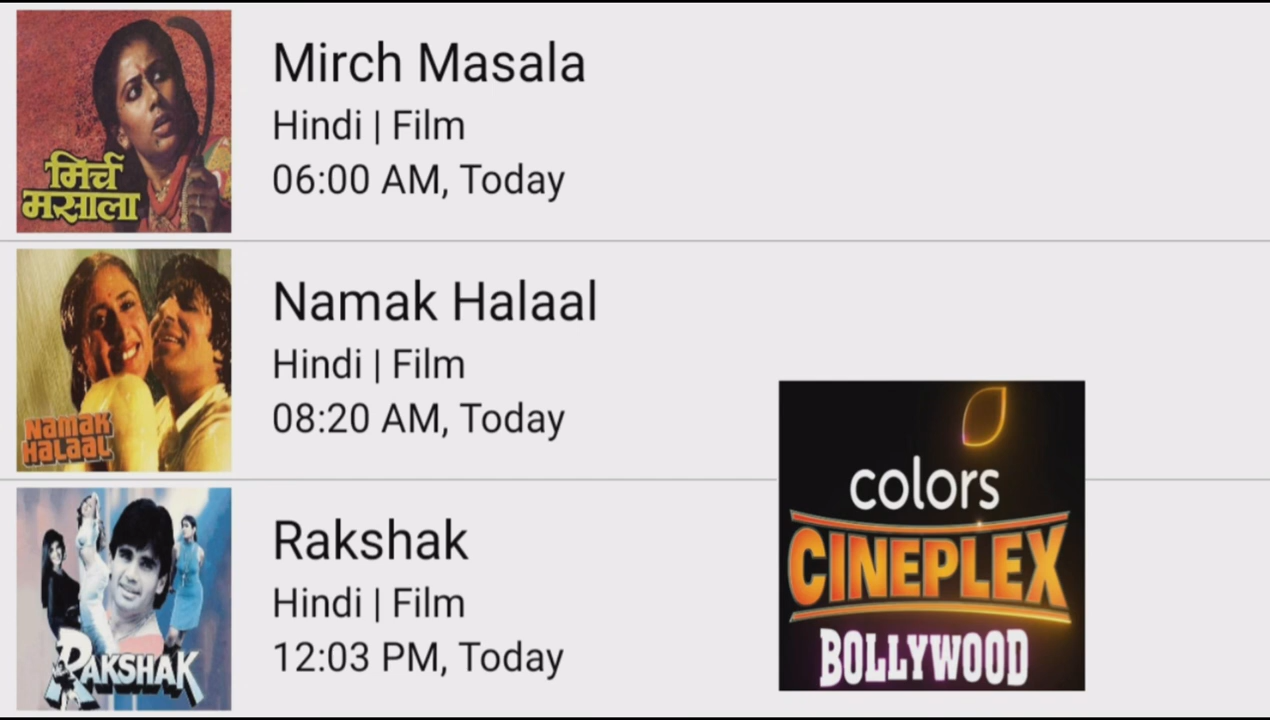 मिर्च
मसाला
Mirch Masala
Hindi | Film
06:00 AM, Today
NAMAK
HALAAL
Namak Halaal
Hindi | Film
08:20 AM, Today
RAKSHAK
Rakshak
Hindi | Film
12:03 PM, Today
colors
CINEPLEX
BOLLYWOOD